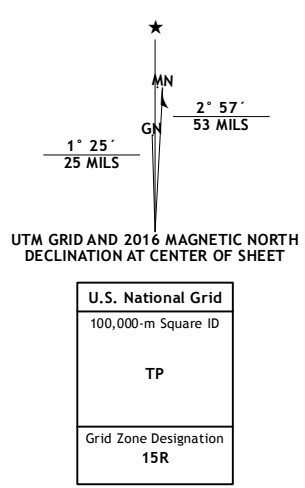 ★
MN
2° 57´
53 MILS
GN
1° 25´
25 MILS
UTM GRID AND 2016 MAGNETIC NORTH
DECLINATION AT CENTER OF SHEET
U.S. National Grid
100,000-m Square ID
TP
Grid Zone Designation
15R